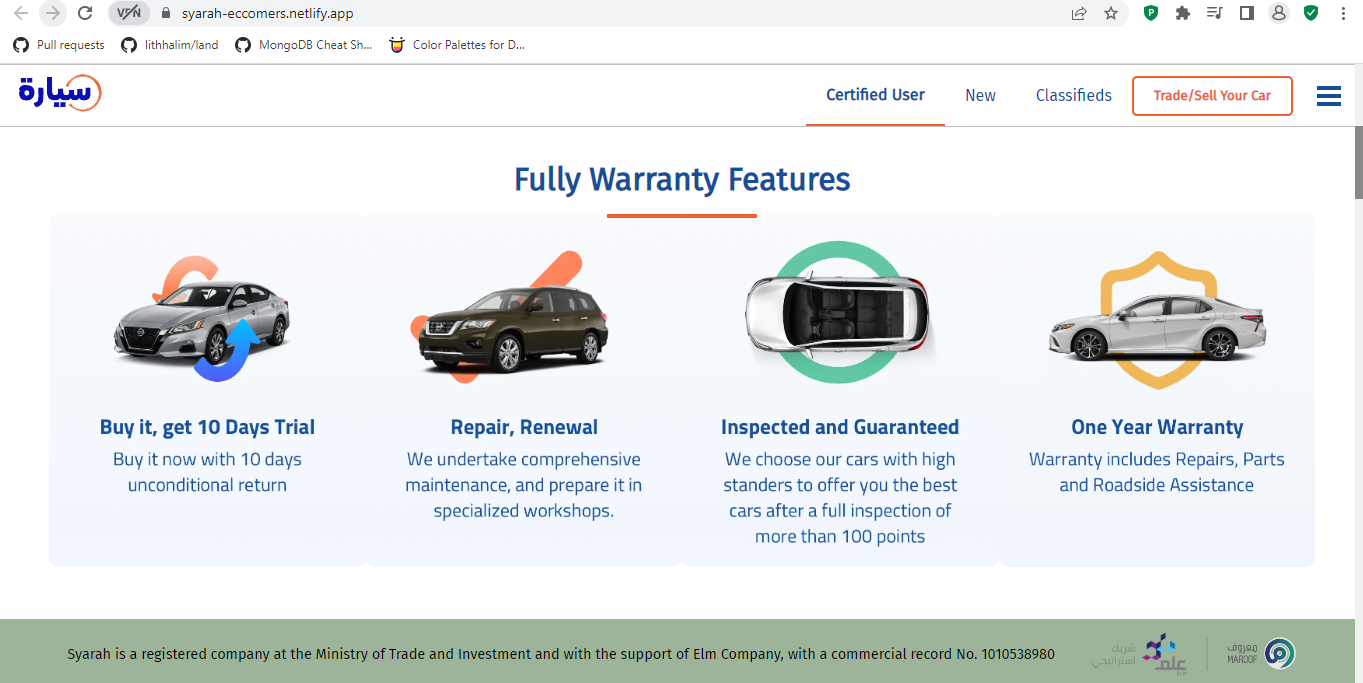 VPN
syarah-eccomers.netlify.app
P
Pull requests
lithhalim/land
MongoDB Cheat Sh...
Color Palettes for D...
سيارة
Certified User
New
Classifieds
Trade/Sell Your Car
Fully Warranty Features
Buy it, get 10 Days Trial
Buy it now with 10 days
unconditional return
Repair, Renewal
We undertake comprehensive
maintenance, and prepare it in
specialized workshops.
Inspected and Guaranteed
We choose our cars with high
standers to offer you the best
cars after a full inspection of
more than 100 points
One Year Warranty
Warranty includes Repairs, Parts
and Roadside Assistance
Syarah is a registered company at the Ministry of Trade and Investment and with the support of Elm Company, with a commercial record No. 1010538980
شريك
استراتيجي
علم
معروف
MAROOF